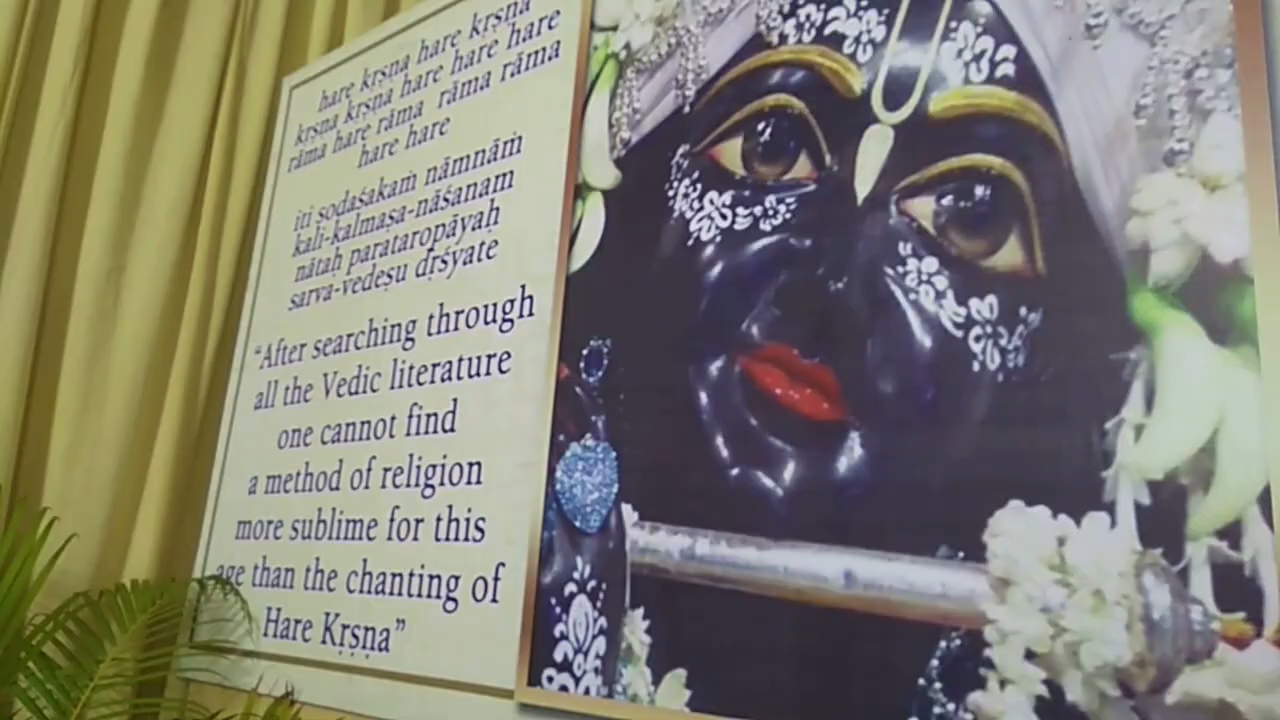 hare kṛṣṇa hare kṛṣṇa
kṛṣṇa kṛṣṇa hare hare hare
rāma hare rāma rāma rāma
hare hare
iti ṣoḍaśakaṁ nāmnāṁ
kali-kalmaṣa-nāśanam
nātaḥ parataropāyaḥ
sarva-vedeṣu dṛśyate
“After searching through
all the Vedic literature
one cannot find
a method of religion
more sublime for this
age than the chanting of
Hare Kṛṣṇa”